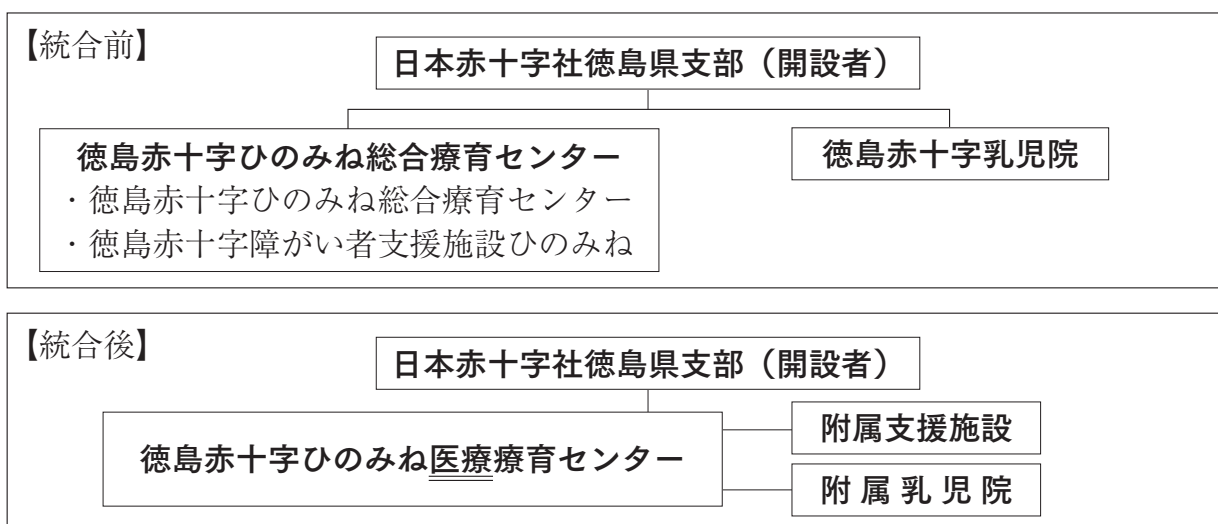 【統合前】
日本赤十字社徳島県支部（開設者）
徳島赤十字ひのみね総合療育センター
・徳島赤十字ひのみね総合療育センター
・徳島赤十字障がい者支援施設ひのみね
徳島赤十字乳児院
【統合後】
日本赤十字社徳島県支部（開設者）
徳島赤十字ひのみね医療療育センター
附属支援施設
附属乳児院